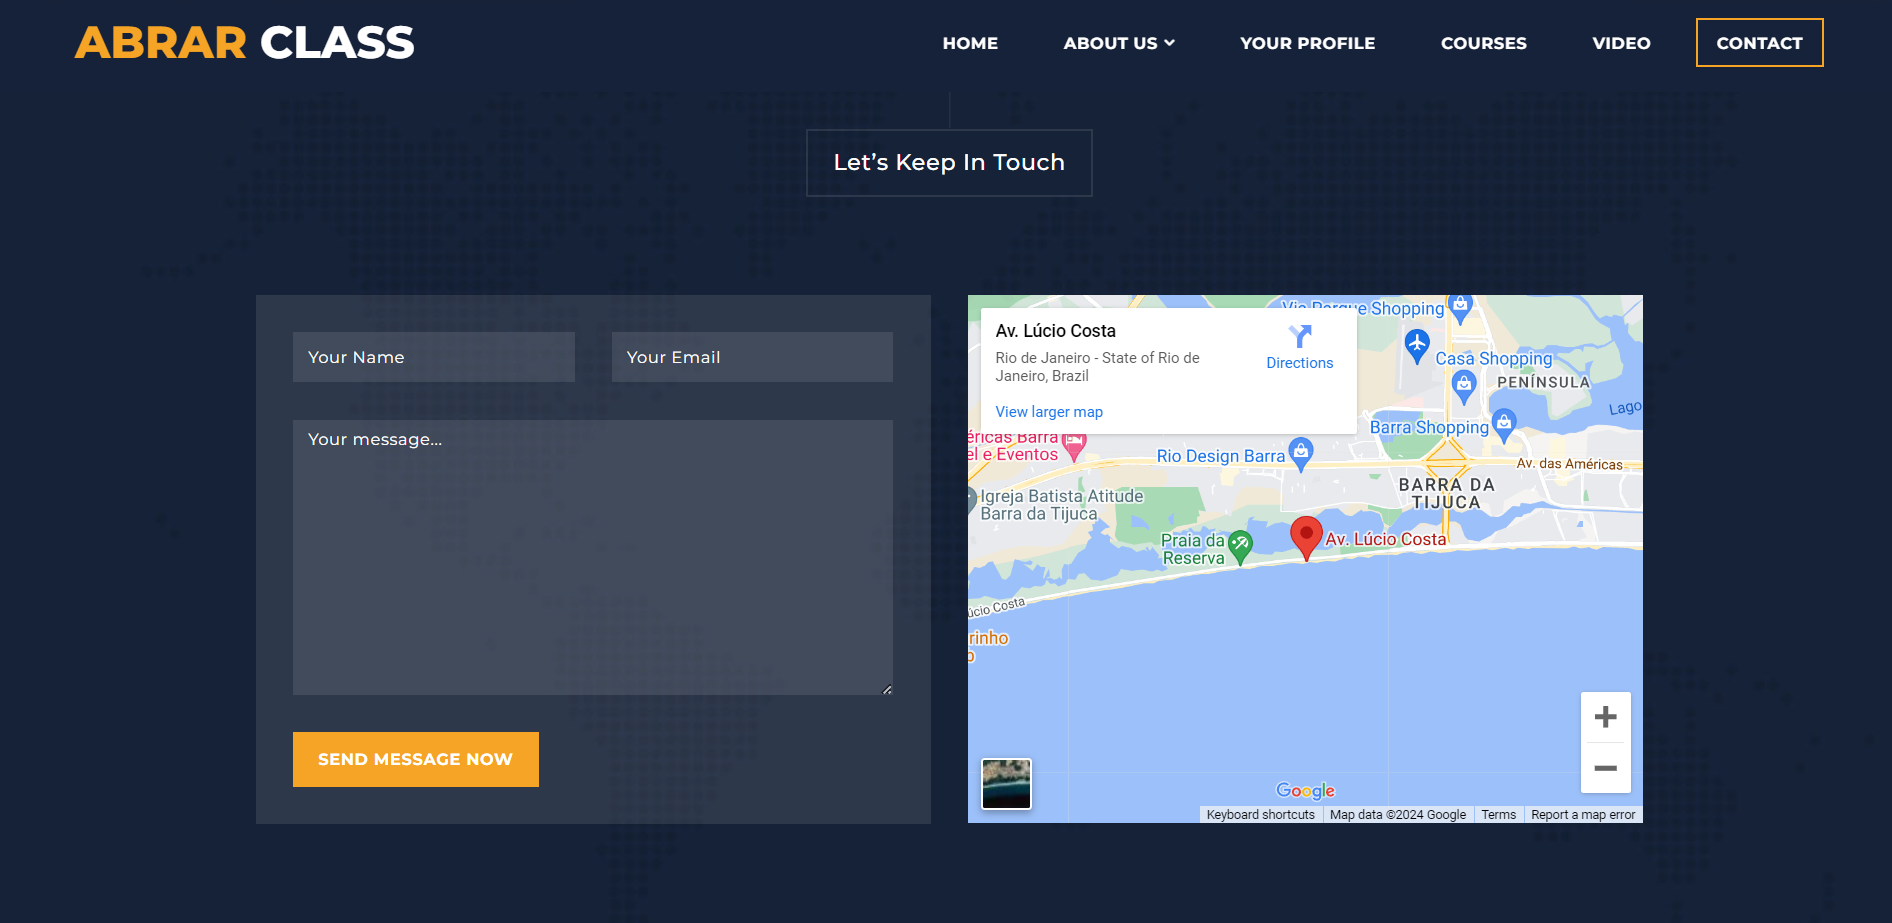 ABRAR CLASS
HOME
ABOUT US
YOUR PROFILE
COURSES
VIDEO
CONTACT
Let’s Keep In Touch
Your Name
Your Email
Your message...
SEND MESSAGE NOW
Av. Lúcio Costa
Rio de Janeiro - State of Rio de
Janeiro, Brazil
Directions
View larger map
Shopping
Casa Shopping
PENÍNSULA
Lago
Barra Shopping
Barra
el e Eventos
Rio Design Barra
Av. das Américas
BARRA DA
TIJUCA
Igreja Batista Atitude
Barra da Tijuca
Praia da
Reserva
Av. Lúcio Costa
úcio Costa
rinho
Google
Keyboard shortcuts
Map data ©2024 Google
Terms
Report a map error